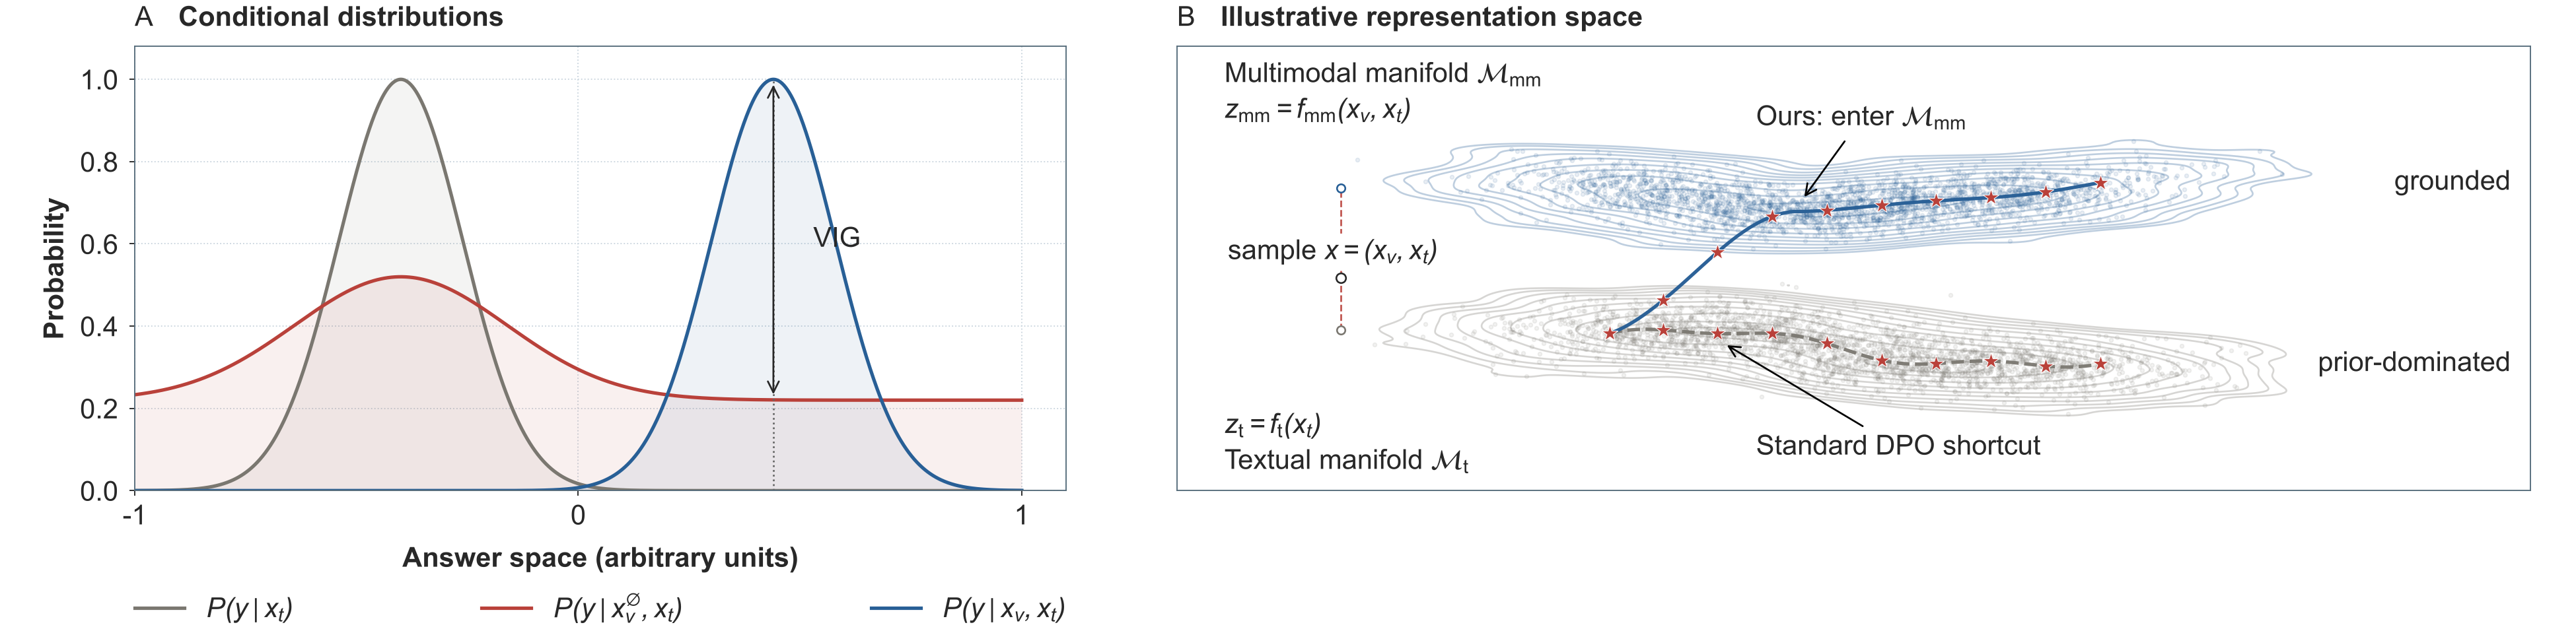 A Conditional distributions
1.0
0.8
0.6
0.4
0.2
0.0
Probability
VIG
-1
0
1
Answer space (arbitrary units)
P(y | xₜ)
P(y | xᵥ^∅, xₜ)
P(y | xᵥ, xₜ)
B Illustrative representation space
Multimodal manifold ℳmm
zmm = fmm(xᵥ, xₜ)
Ours: enter ℳmm
grounded
sample x = (xᵥ, xₜ)
prior-dominated
zt = ft(xₜ)
Textual manifold ℳt
Standard DPO shortcut